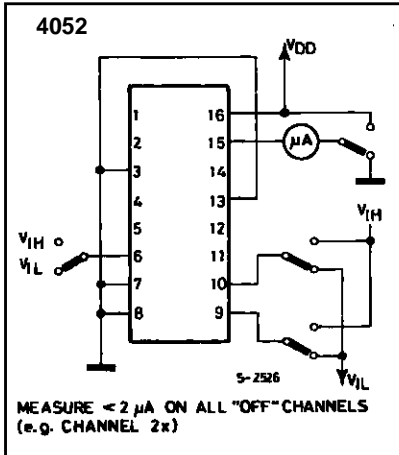 4052
VDD
1 16
2 15 μA
3 14
4 13
5 12 VIH
VIH 6 11
VIL 7 10
8 9
S-2526
VIL
MEASURE < 2 μA ON ALL "OFF" CHANNELS
(e.g. CHANNEL 2x)